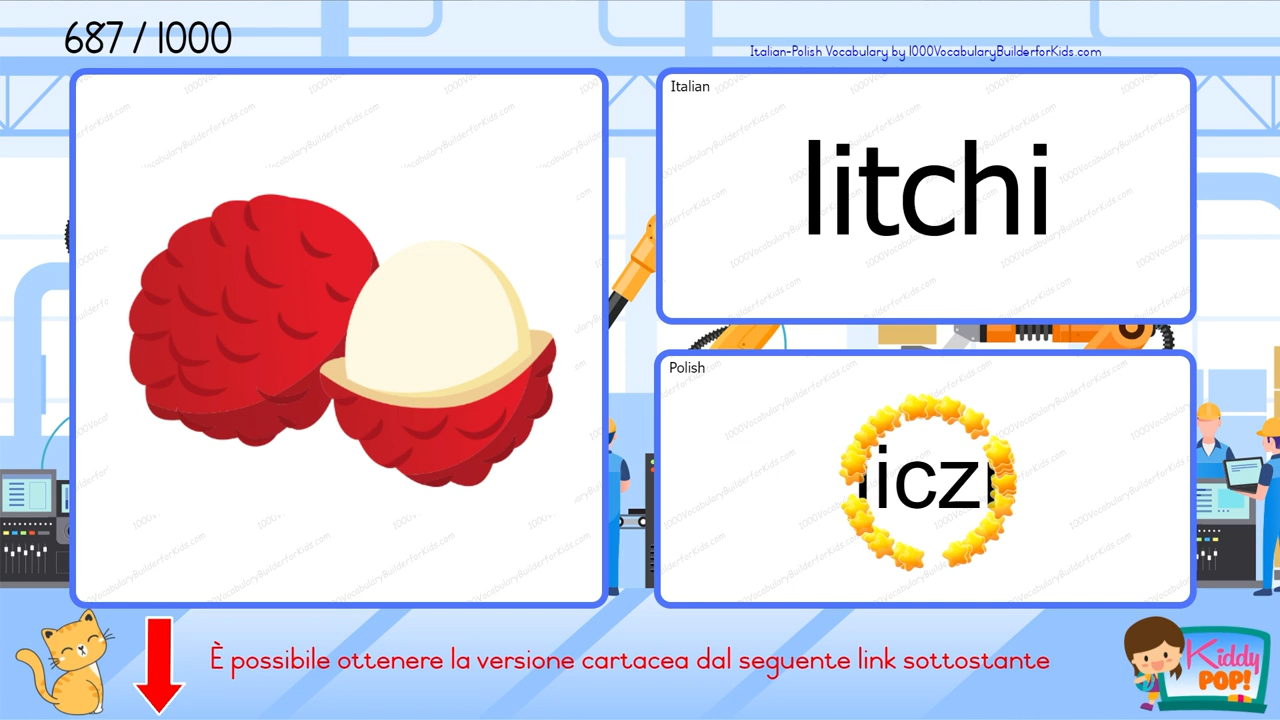 687 / 1000
Italian-Polish Vocabulary by 1000VocabularyBuilderforKids.com
Italian
litchi
Polish
È possibile ottenere la versione cartacea dal seguente link sottostante
Kiddy
POP!